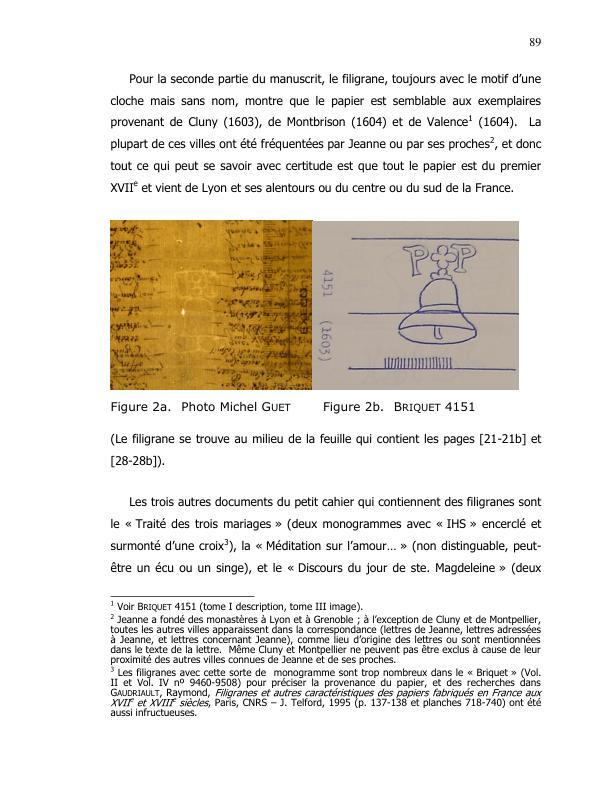 89
Pour la seconde partie du manuscrit, le filigrane, toujours avec le motif d’une
cloche mais sans nom, montre que le papier est semblable aux exemplaires
provenant de Cluny (1603), de Montbrison (1604) et de Valence1 (1604).  La
plupart de ces villes ont été fréquentées par Jeanne ou par ses proches2, et donc
tout ce qui peut se savoir avec certitude est que tout le papier est du premier
XVIIe et vient de Lyon et ses alentours ou du centre ou du sud de la France.
4151 (1603)
P P
Figure 2a.  Photo Michel GUET
Figure 2b.  BRIQUET 4151
(Le filigrane se trouve au milieu de la feuille qui contient les pages [21-21b] et
[28-28b]).
Les trois autres documents du petit cahier qui contiennent des filigranes sont
le « Traité des trois mariages » (deux monogrammes avec « IHS » encerclé et
surmonté d’une croix3), la « Méditation sur l’amour… » (non distinguable, peut-
être un écu ou un singe), et le « Discours du jour de ste. Magdeleine » (deux
1 Voir BRIQUET 4151 (tome I description, tome III image).
2 Jeanne a fondé des monastères à Lyon et à Grenoble ; à l’exception de Cluny et de Montpellier,
toutes les autres villes apparaissent dans la correspondance (lettres de Jeanne, lettres adressées
à Jeanne, et lettres concernant Jeanne), comme lieu d’origine des lettres ou sont mentionnées
dans le texte de la lettre.  Même Cluny et Montpellier ne peuvent pas être exclus à cause de leur
proximité des autres villes connues de Jeanne et de ses proches.
3 Les filigranes avec cette sorte de  monogramme sont trop nombreux dans le « Briquet » (Vol.
II et Vol. IV nº 9460-9508) pour préciser la provenance du papier, et des recherches dans
GAUDRIAULT, Raymond, Filigranes et autres caractéristiques des papiers fabriqués en France aux
XVIIe et XVIIIe siècles, Paris, CNRS – J. Telford, 1995 (p. 137-138 et planches 718-740) ont été
aussi infructueuses.